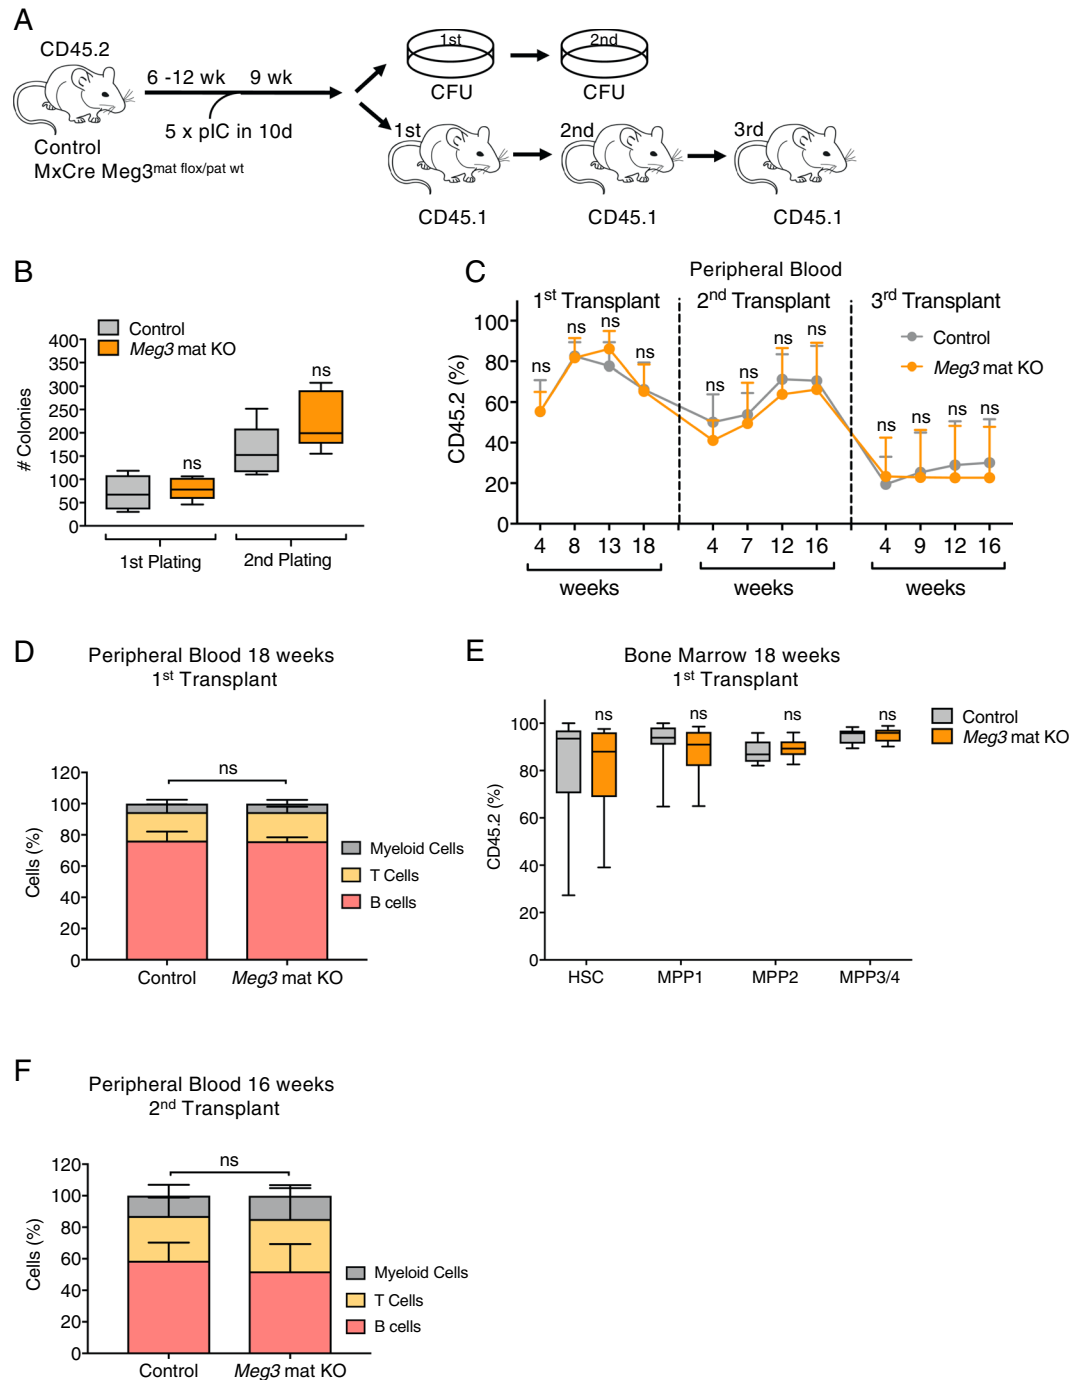 A
CD45.2
6 -12 wk
9 wk
5 x pIC in 10d
Control
MxCre Meg3mat flox/pat wt
1st
2nd
CFU
CFU
1st
2nd
3rd
CD45.1
CD45.1
CD45.1
B
Control
Meg3 mat KO
# Colonies
400
350
300
250
200
150
100
50
0
ns
ns
1st Plating
2nd Plating
C
Peripheral Blood
1st Transplant
2nd Transplant
3rd Transplant
Control
Meg3 mat KO
CD45.2 (%)
100
80
60
40
20
0
ns
ns
ns
ns
ns
ns
ns
ns
ns
ns
ns
ns
4 8 13 18
4 7 12 16
4 9 12 16
weeks
weeks
weeks
D
Peripheral Blood 18 weeks
1st Transplant
Cells (%)
120
100
80
60
40
20
0
ns
Myeloid Cells
T Cells
B cells
Control
Meg3 mat KO
E
Bone Marrow 18 weeks
1st Transplant
Control
Meg3 mat KO
CD45.2 (%)
100
80
60
40
20
0
ns
ns
ns
ns
HSC
MPP1
MPP2
MPP3/4
F
Peripheral Blood 16 weeks
2nd Transplant
Cells (%)
120
100
80
60
40
20
0
ns
Myeloid Cells
T Cells
B cells
Control
Meg3 mat KO